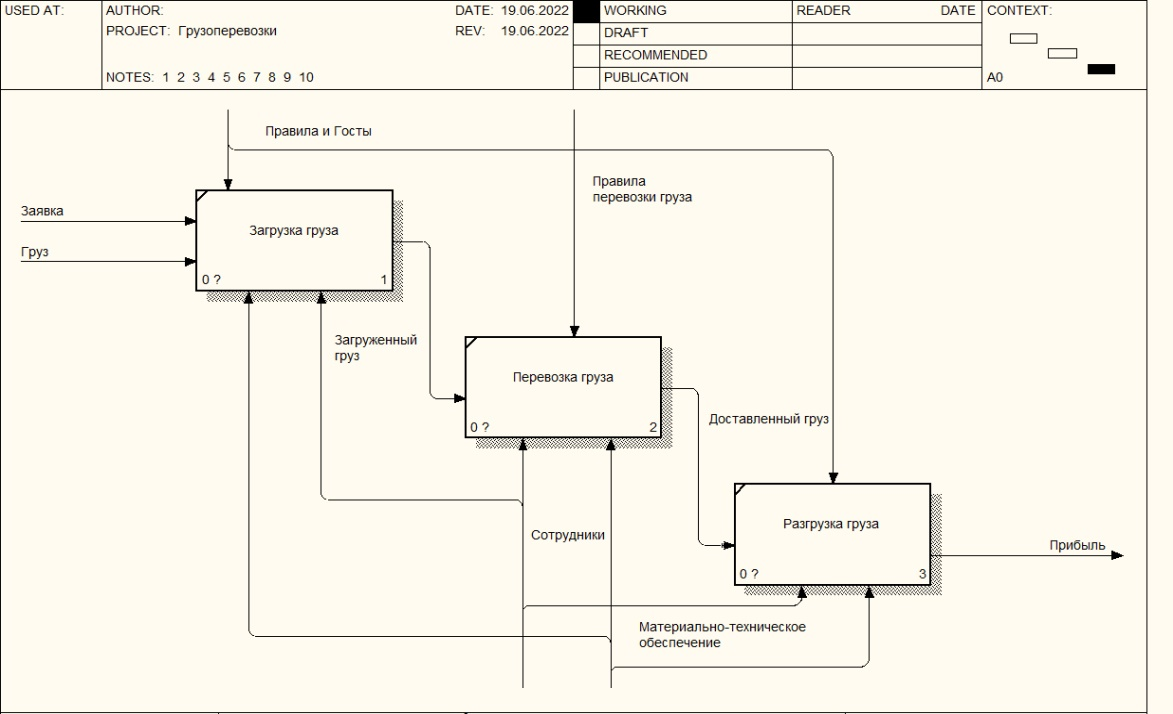 USED AT:
AUTHOR:
DATE: 19.06.2022
WORKING
READER
DATE
CONTEXT:
PROJECT: Грузоперевозки
REV: 19.06.2022
DRAFT
RECOMMENDED
NOTES: 1 2 3 4 5 6 7 8 9 10
PUBLICATION
A0
Правила и Госты
Правила
перевозки груза
Заявка
Груз
Загрузка груза
0 ?
1
Загруженный
груз
Перевозка груза
0 ?
2
Доставленный груз
Разгрузка груза
0 ?
3
Сотрудники
Прибыль
Материально-техническое
обеспечение